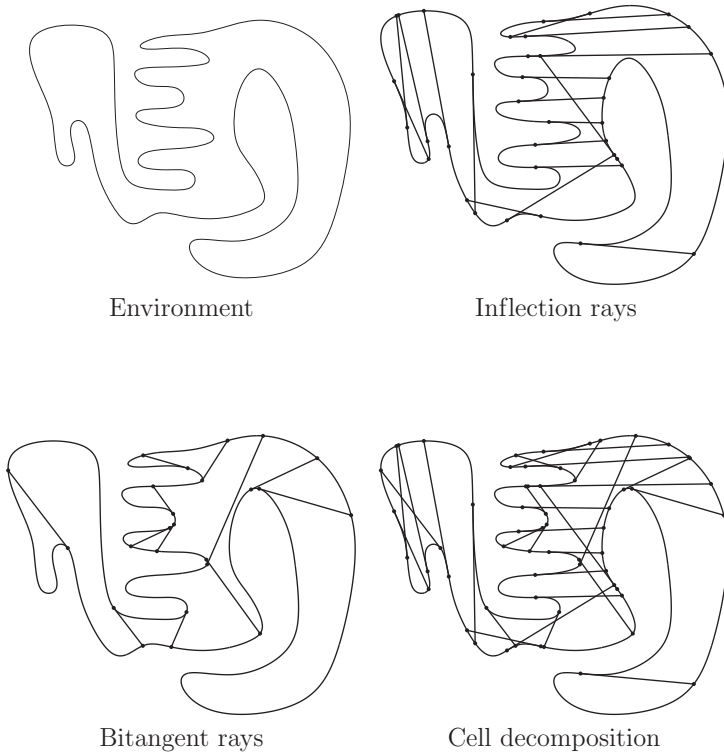 Environment
Inflection rays
Bitangent rays
Cell decomposition